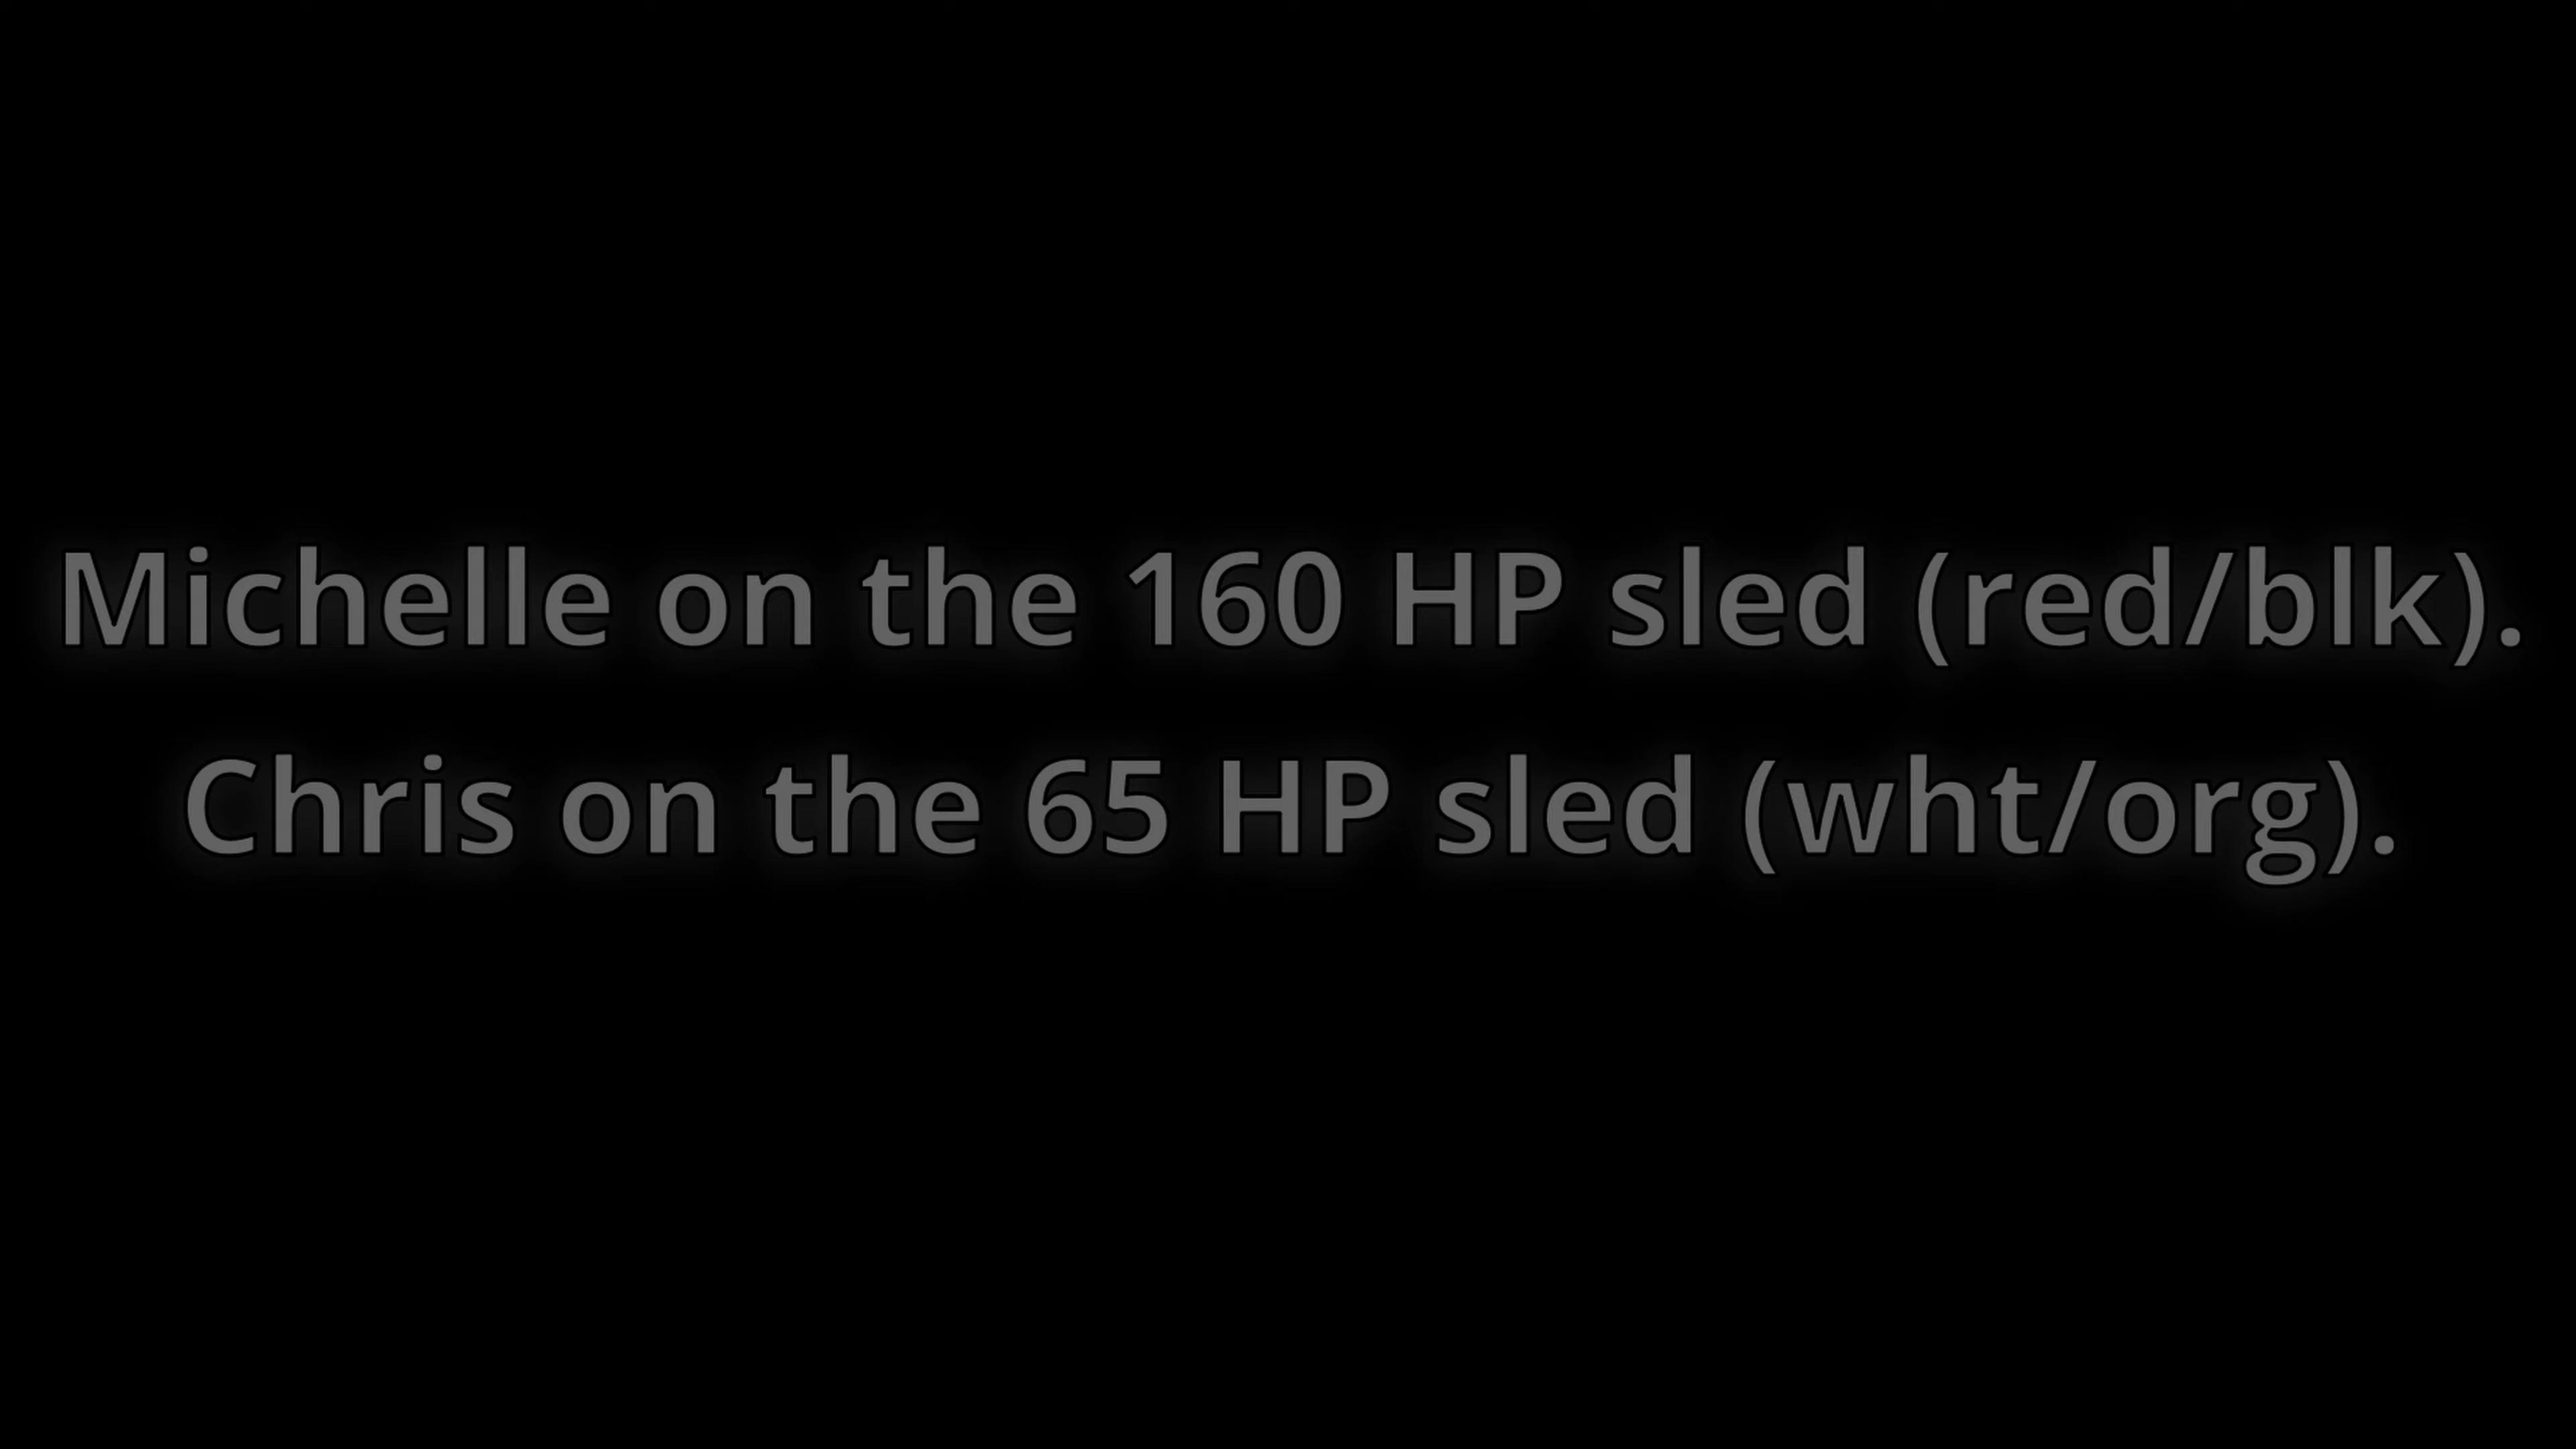 Michelle on the 160 HP sled (red/blk).
Chris on the 65 HP sled (wht/org).